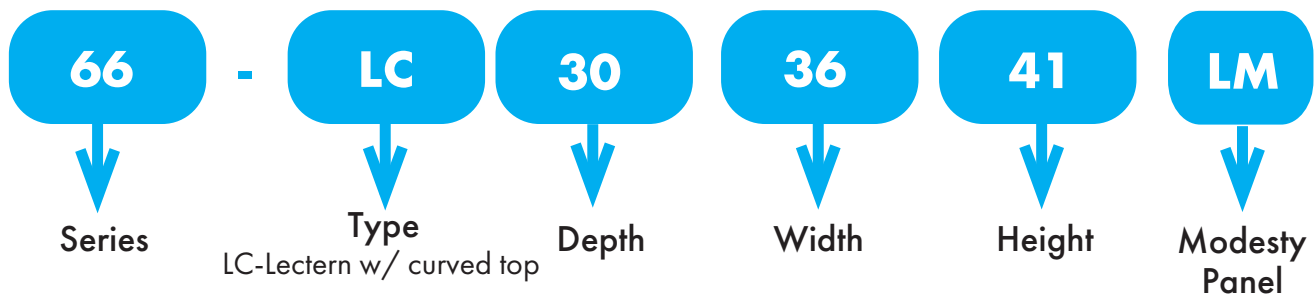 66 - LC 30 36 41 LM
Series
Type
LC-Lectern w/ curved top
Depth
Width
Height
Modesty
Panel